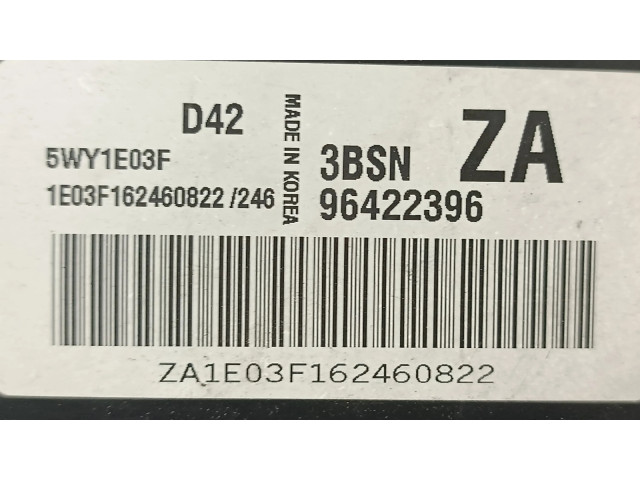 D42
5WY1E03F
1E03F162460822 /246
MADE IN KOREA
3BSN
96422396
ZA
ZA1E03F162460822